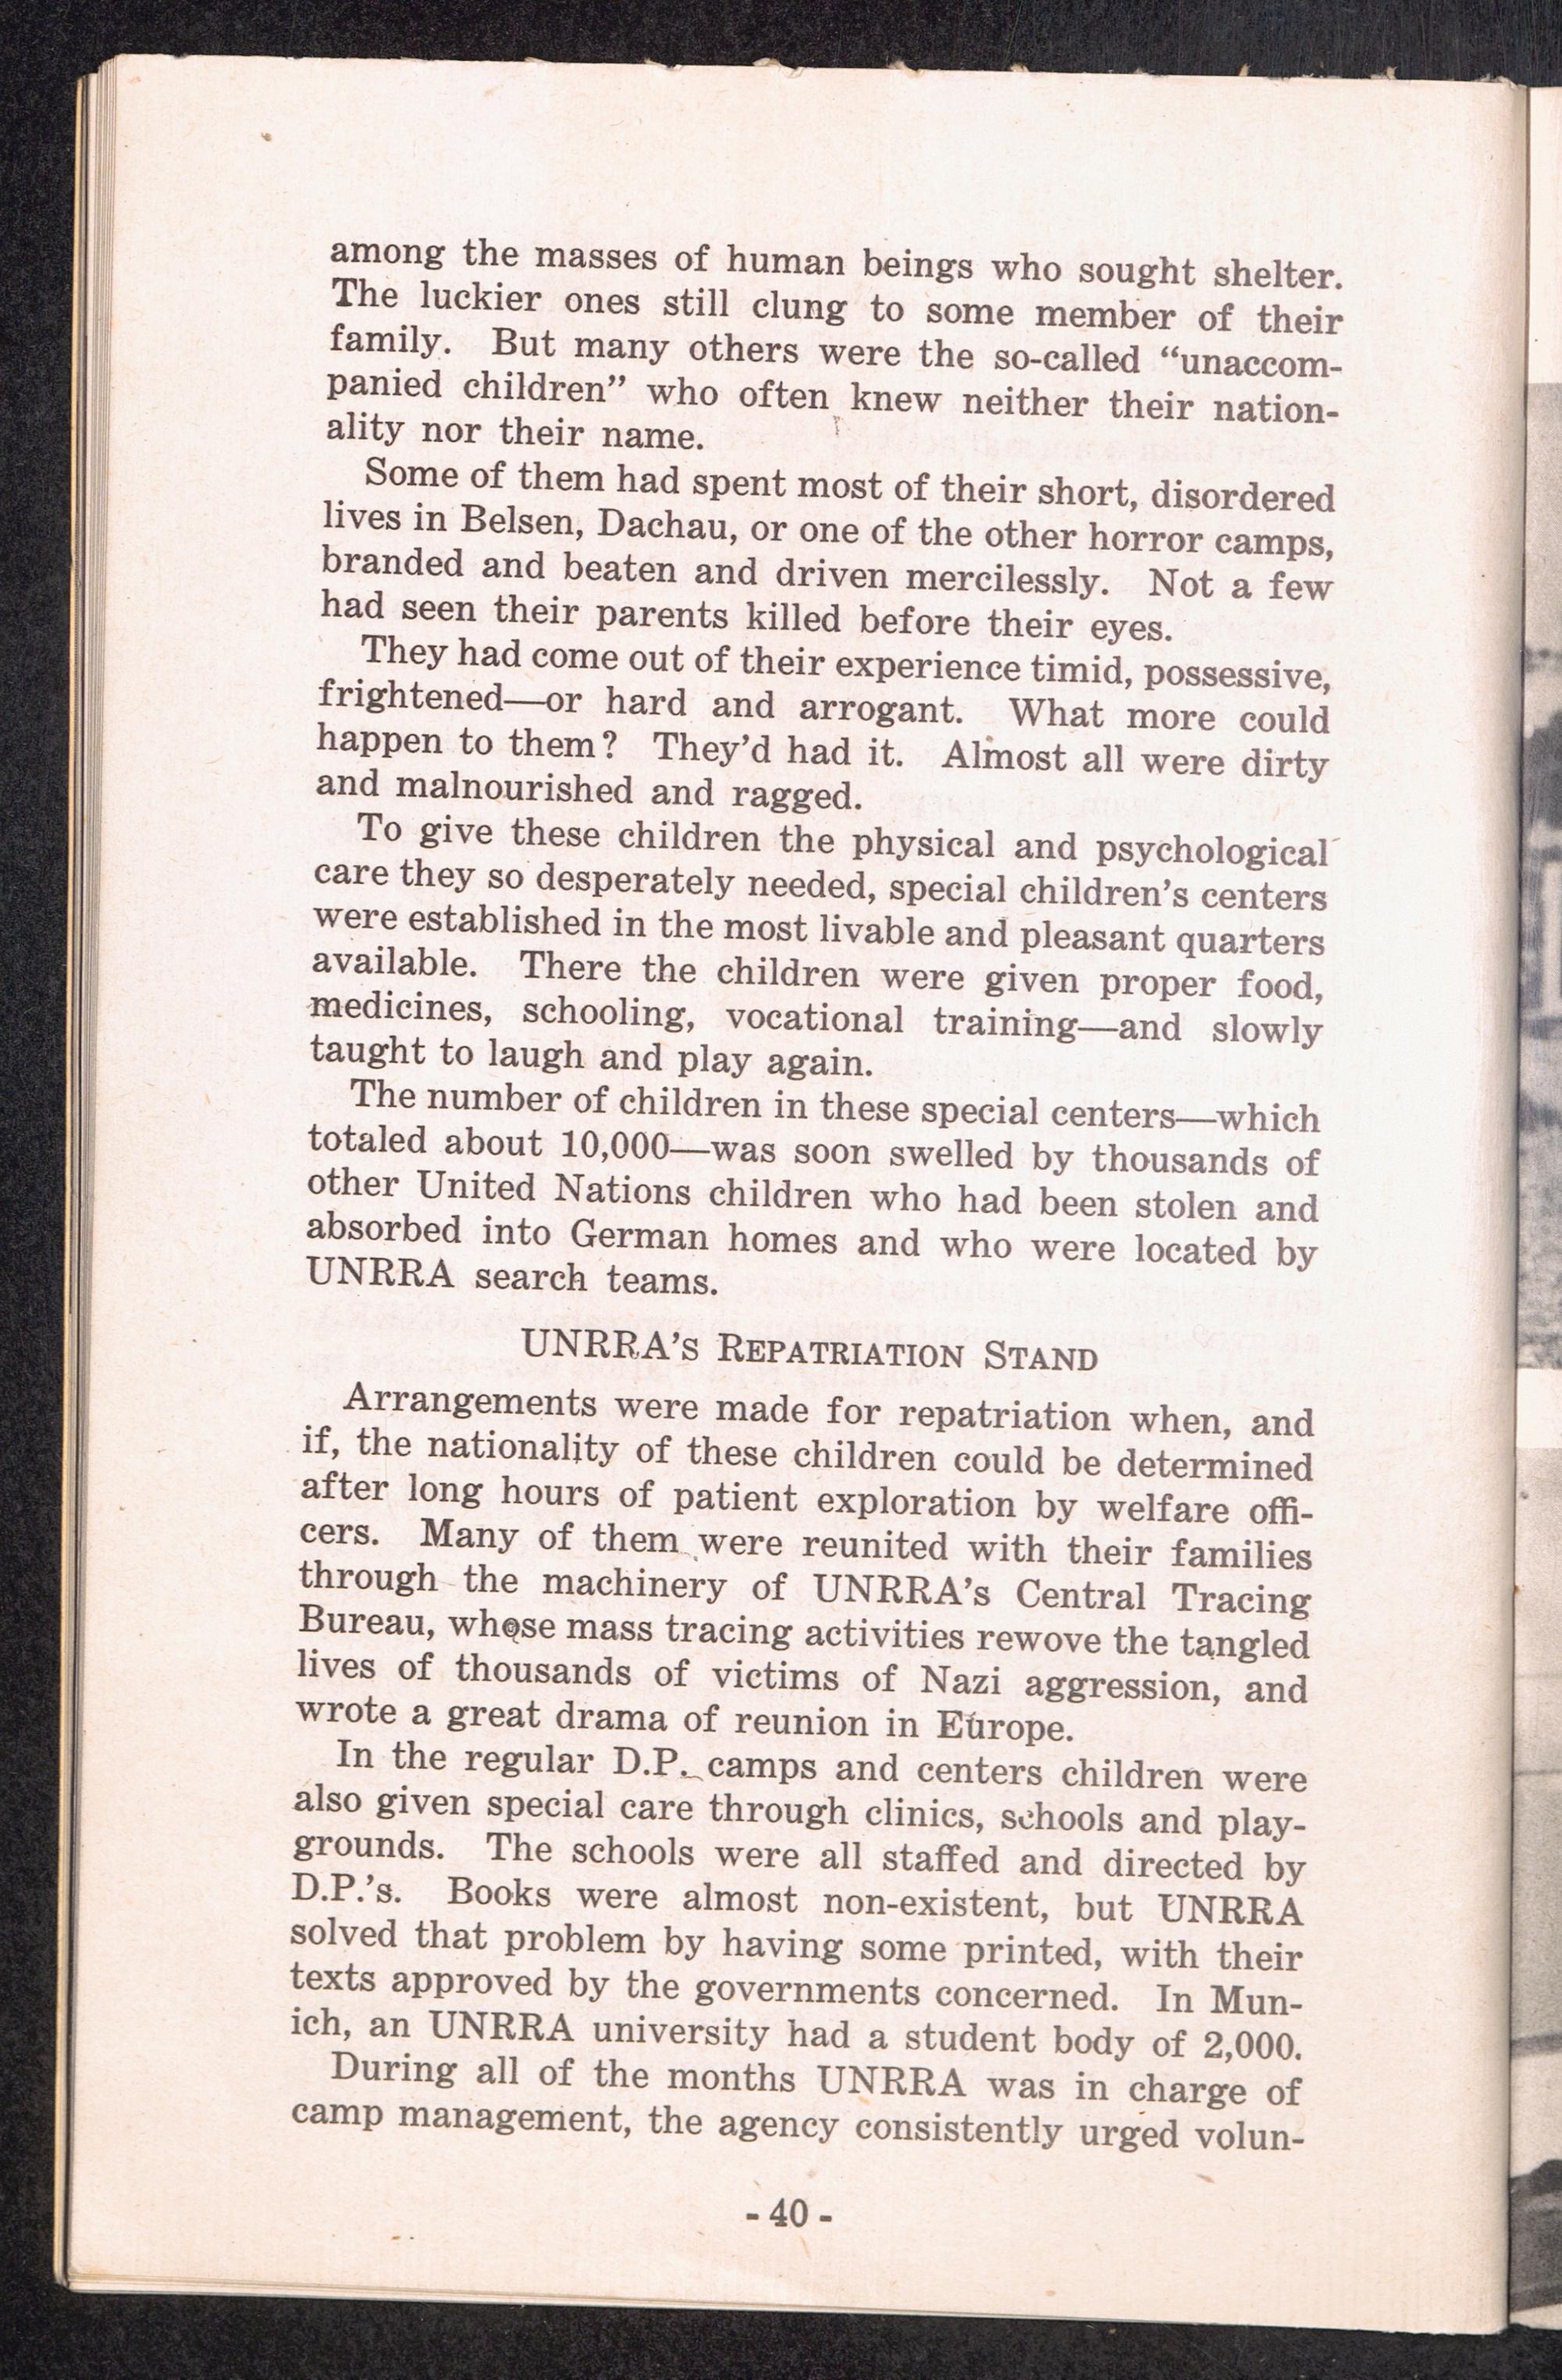 among the masses of human beings who sought shelter.
The luckier ones still clung to some member of their
family. But many others were the so-called “unaccom-
panied children” who often knew neither their nation-
ality nor their name.
Some of them had spent most of their short, disordered
lives in Belsen, Dachau, or one of the other horror camps,
branded and beaten and driven mercilessly. Not a few
had seen their parents killed before their eyes.
They had come out of their experience timid, possessive,
frightened—or hard and arrogant. What more could
happen to them? They’d had it. Almost all were dirty
and malnourished and ragged.
To give these children the physical and psychological
care they so desperately needed, special children’s centers
were established in the most livable and pleasant quarters
available. There the children were given proper food,
medicines, schooling, vocational training—and slowly
taught to laugh and play again.
The number of children in these special centers—which
totaled about 10,000—was soon swelled by thousands of
other United Nations children who had been stolen and
absorbed into German homes and who were located by
UNRRA search teams.
UNRRA’S REPATRIATION STAND
Arrangements were made for repatriation when, and
if, the nationality of these children could be determined
after long hours of patient exploration by welfare offi-
cers. Many of them were reunited with their families
through the machinery of UNRRA’s Central Tracing
Bureau, whose mass tracing activities rewove the tangled
lives of thousands of victims of Nazi aggression, and
wrote a great drama of reunion in Europe.
In the regular D.P. camps and centers children were
also given special care through clinics, schools and play-
grounds. The schools were all staffed and directed by
D.P.’s. Books were almost non-existent, but UNRRA
solved that problem by having some printed, with their
texts approved by the governments concerned. In Mun-
ich, an UNRRA university had a student body of 2,000.
During all of the months UNRRA was in charge of
camp management, the agency consistently urged volun-
- 40 -